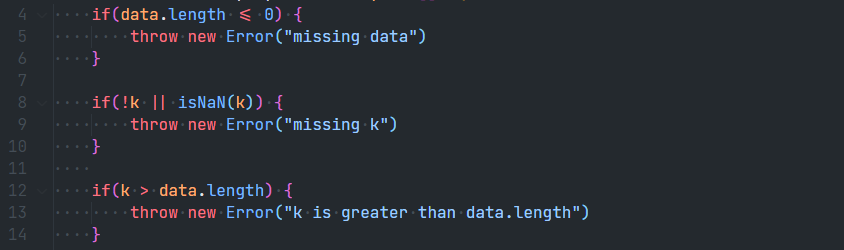 4 if(data.length <= 0) {
5 throw new Error("missing data")
6 }
7
8 if(!k || isNaN(k)) {
9 throw new Error("missing k")
10 }
11
12 if(k > data.length) {
13 throw new Error("k is greater than data.length")
14 }